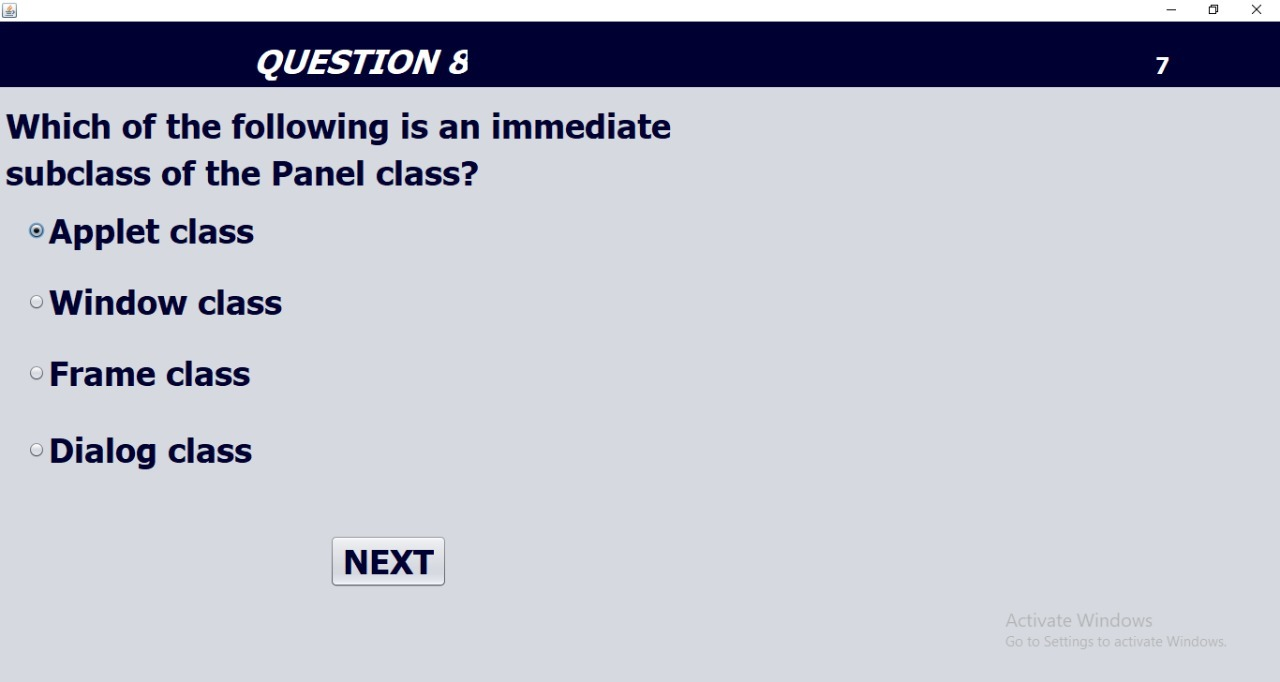 QUESTION 8
7
Which of the following is an immediate
subclass of the Panel class?
Applet class
Window class
Frame class
Dialog class
NEXT
Activate Windows
Go to Settings to activate Windows.